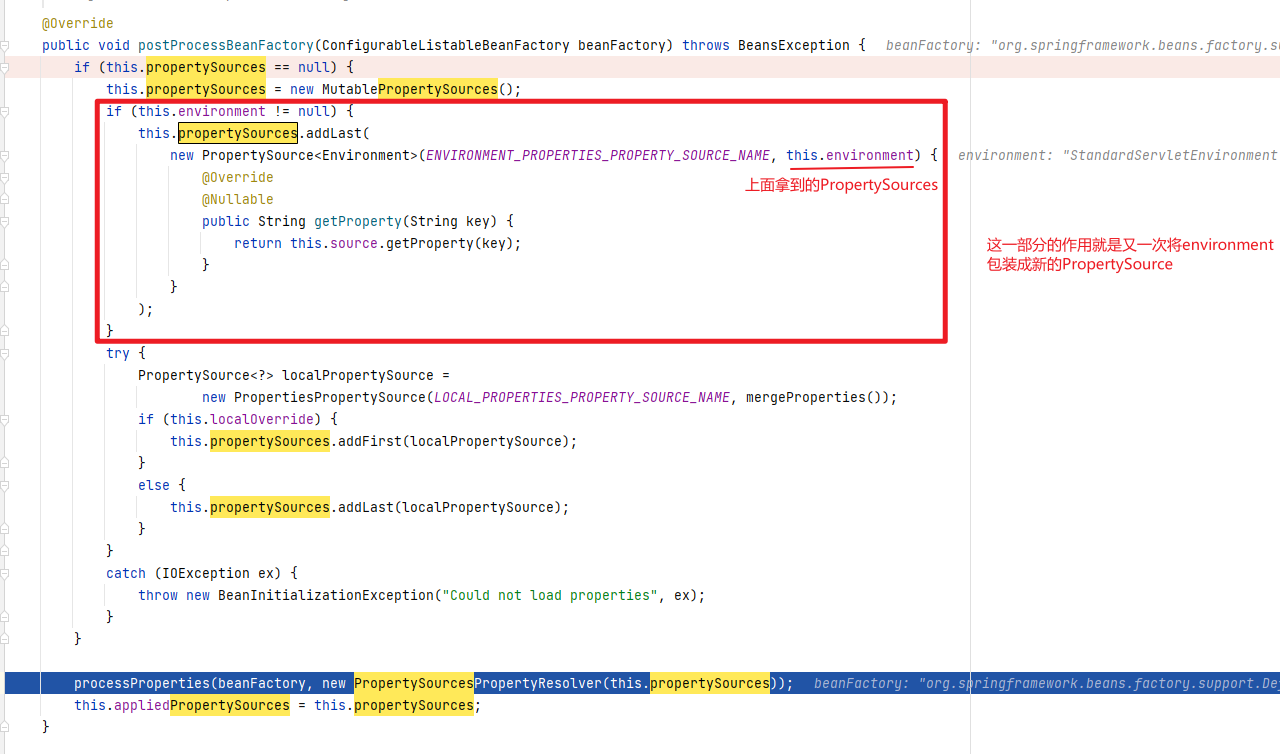 @Override
public void postProcessBeanFactory(ConfigurableListableBeanFactory beanFactory) throws BeansException {   beanFactory: "org.springframework.beans.factory.su
if (this.propertySources == null) {
this.propertySources = new MutablePropertySources();
if (this.environment != null) {
this.propertySources.addLast(
new PropertySource<Environment>(ENVIRONMENT_PROPERTIES_PROPERTY_SOURCE_NAME, this.environment) {   environment: "StandardServletEnvironment
@Override
上面拿到的PropertySources
@Nullable
public String getProperty(String key) {
return this.source.getProperty(key);
这一部分的作用就是又一次将environment
包装成新的PropertySource
}
}
);
}
try {
PropertySource<?> localPropertySource =
new PropertiesPropertySource(LOCAL_PROPERTIES_PROPERTY_SOURCE_NAME, mergeProperties());
if (this.localOverride) {
this.propertySources.addFirst(localPropertySource);
}
else {
this.propertySources.addLast(localPropertySource);
}
}
catch (IOException ex) {
throw new BeanInitializationException("Could not load properties", ex);
}
}
processProperties(beanFactory, new PropertySourcesPropertyResolver(this.propertySources));   beanFactory: "org.springframework.beans.factory.support.De
this.appliedPropertySources = this.propertySources;
}